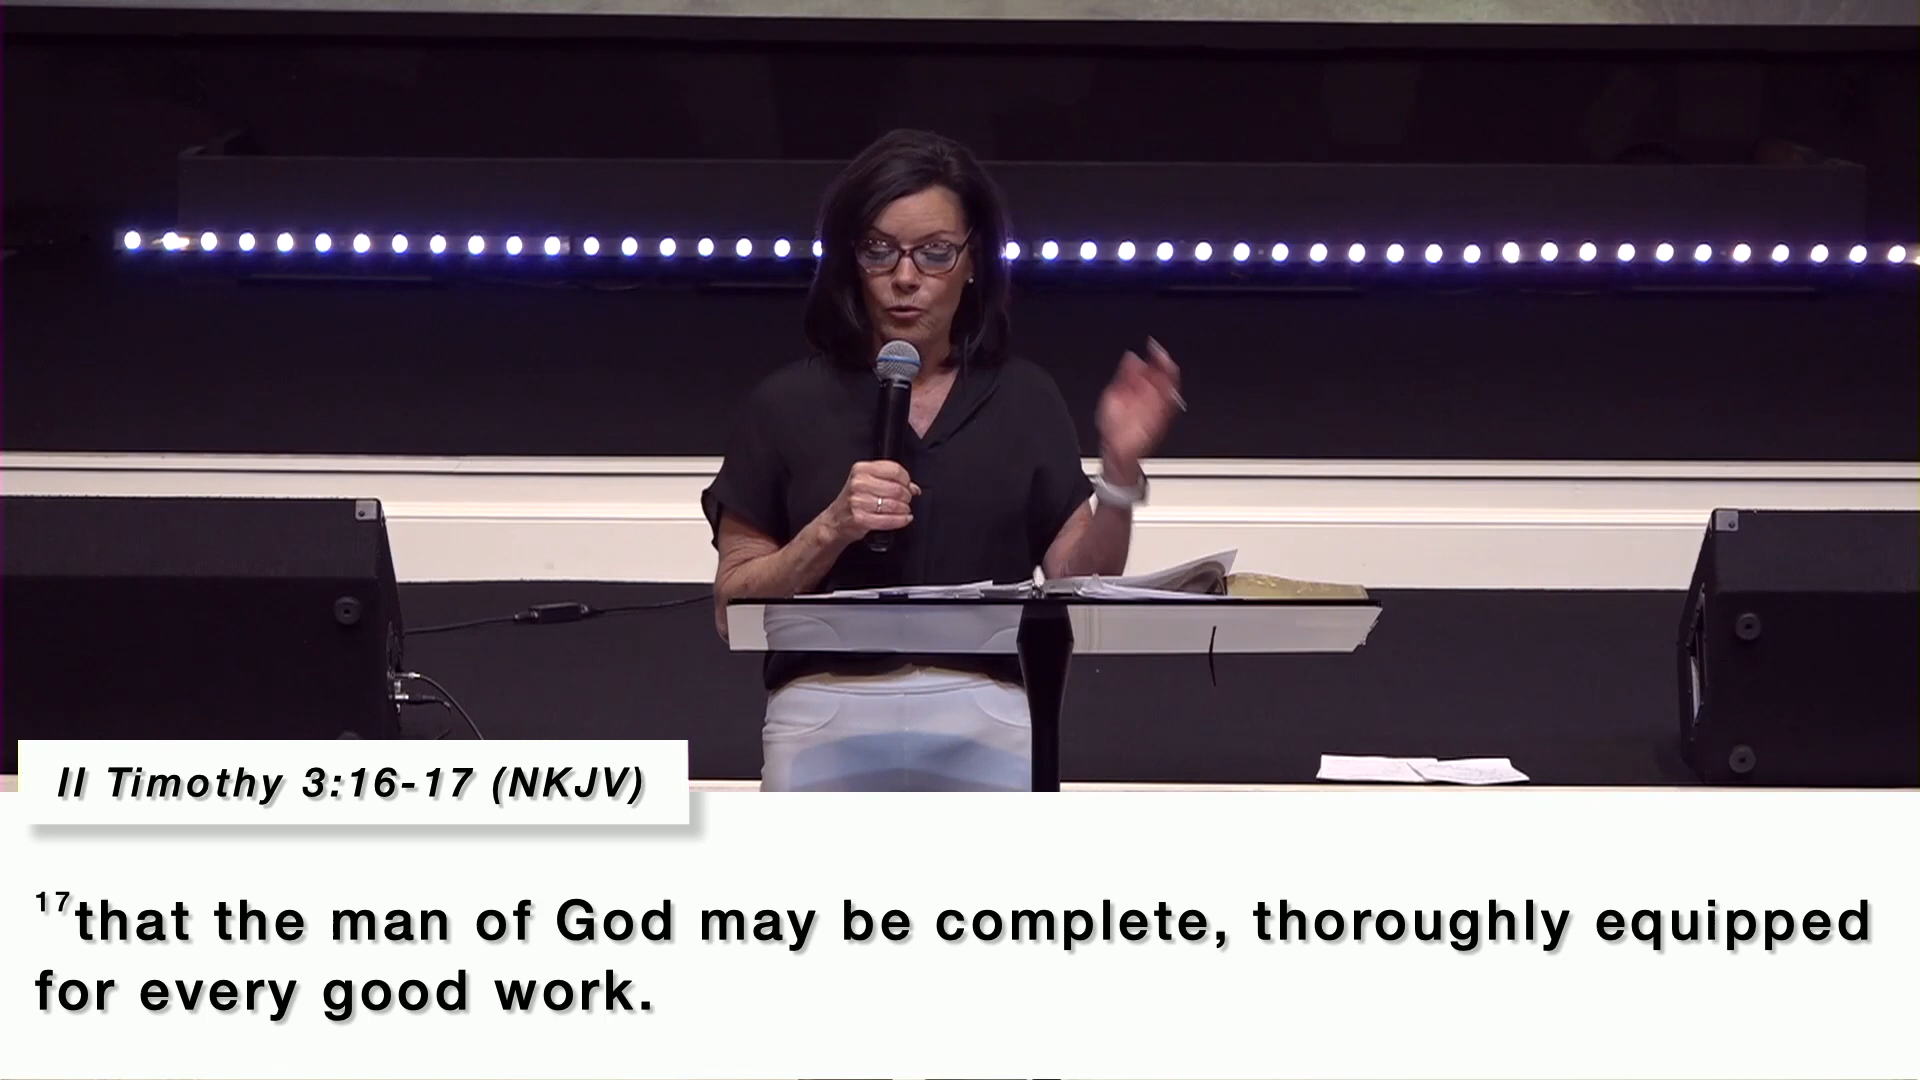 II Timothy 3:16-17 (NKJV)
17that the man of God may be complete, thoroughly equipped
for every good work.